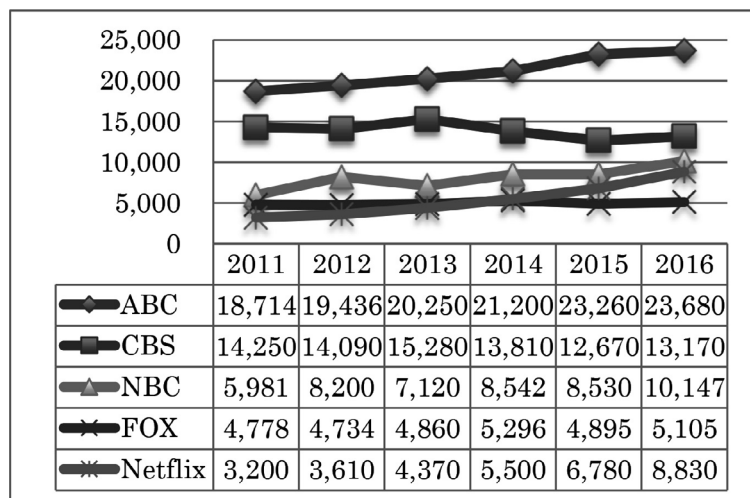 25,000
20,000
15,000
10,000
5,000
0
2011 2012 2013 2014 2015 2016
ABC 18,714 19,436 20,250 21,200 23,260 23,680
CBS 14,250 14,090 15,280 13,810 12,670 13,170
NBC 5,981 8,200 7,120 8,542 8,530 10,147
FOX 4,778 4,734 4,860 5,296 4,895 5,105
Netflix 3,200 3,610 4,370 5,500 6,780 8,830